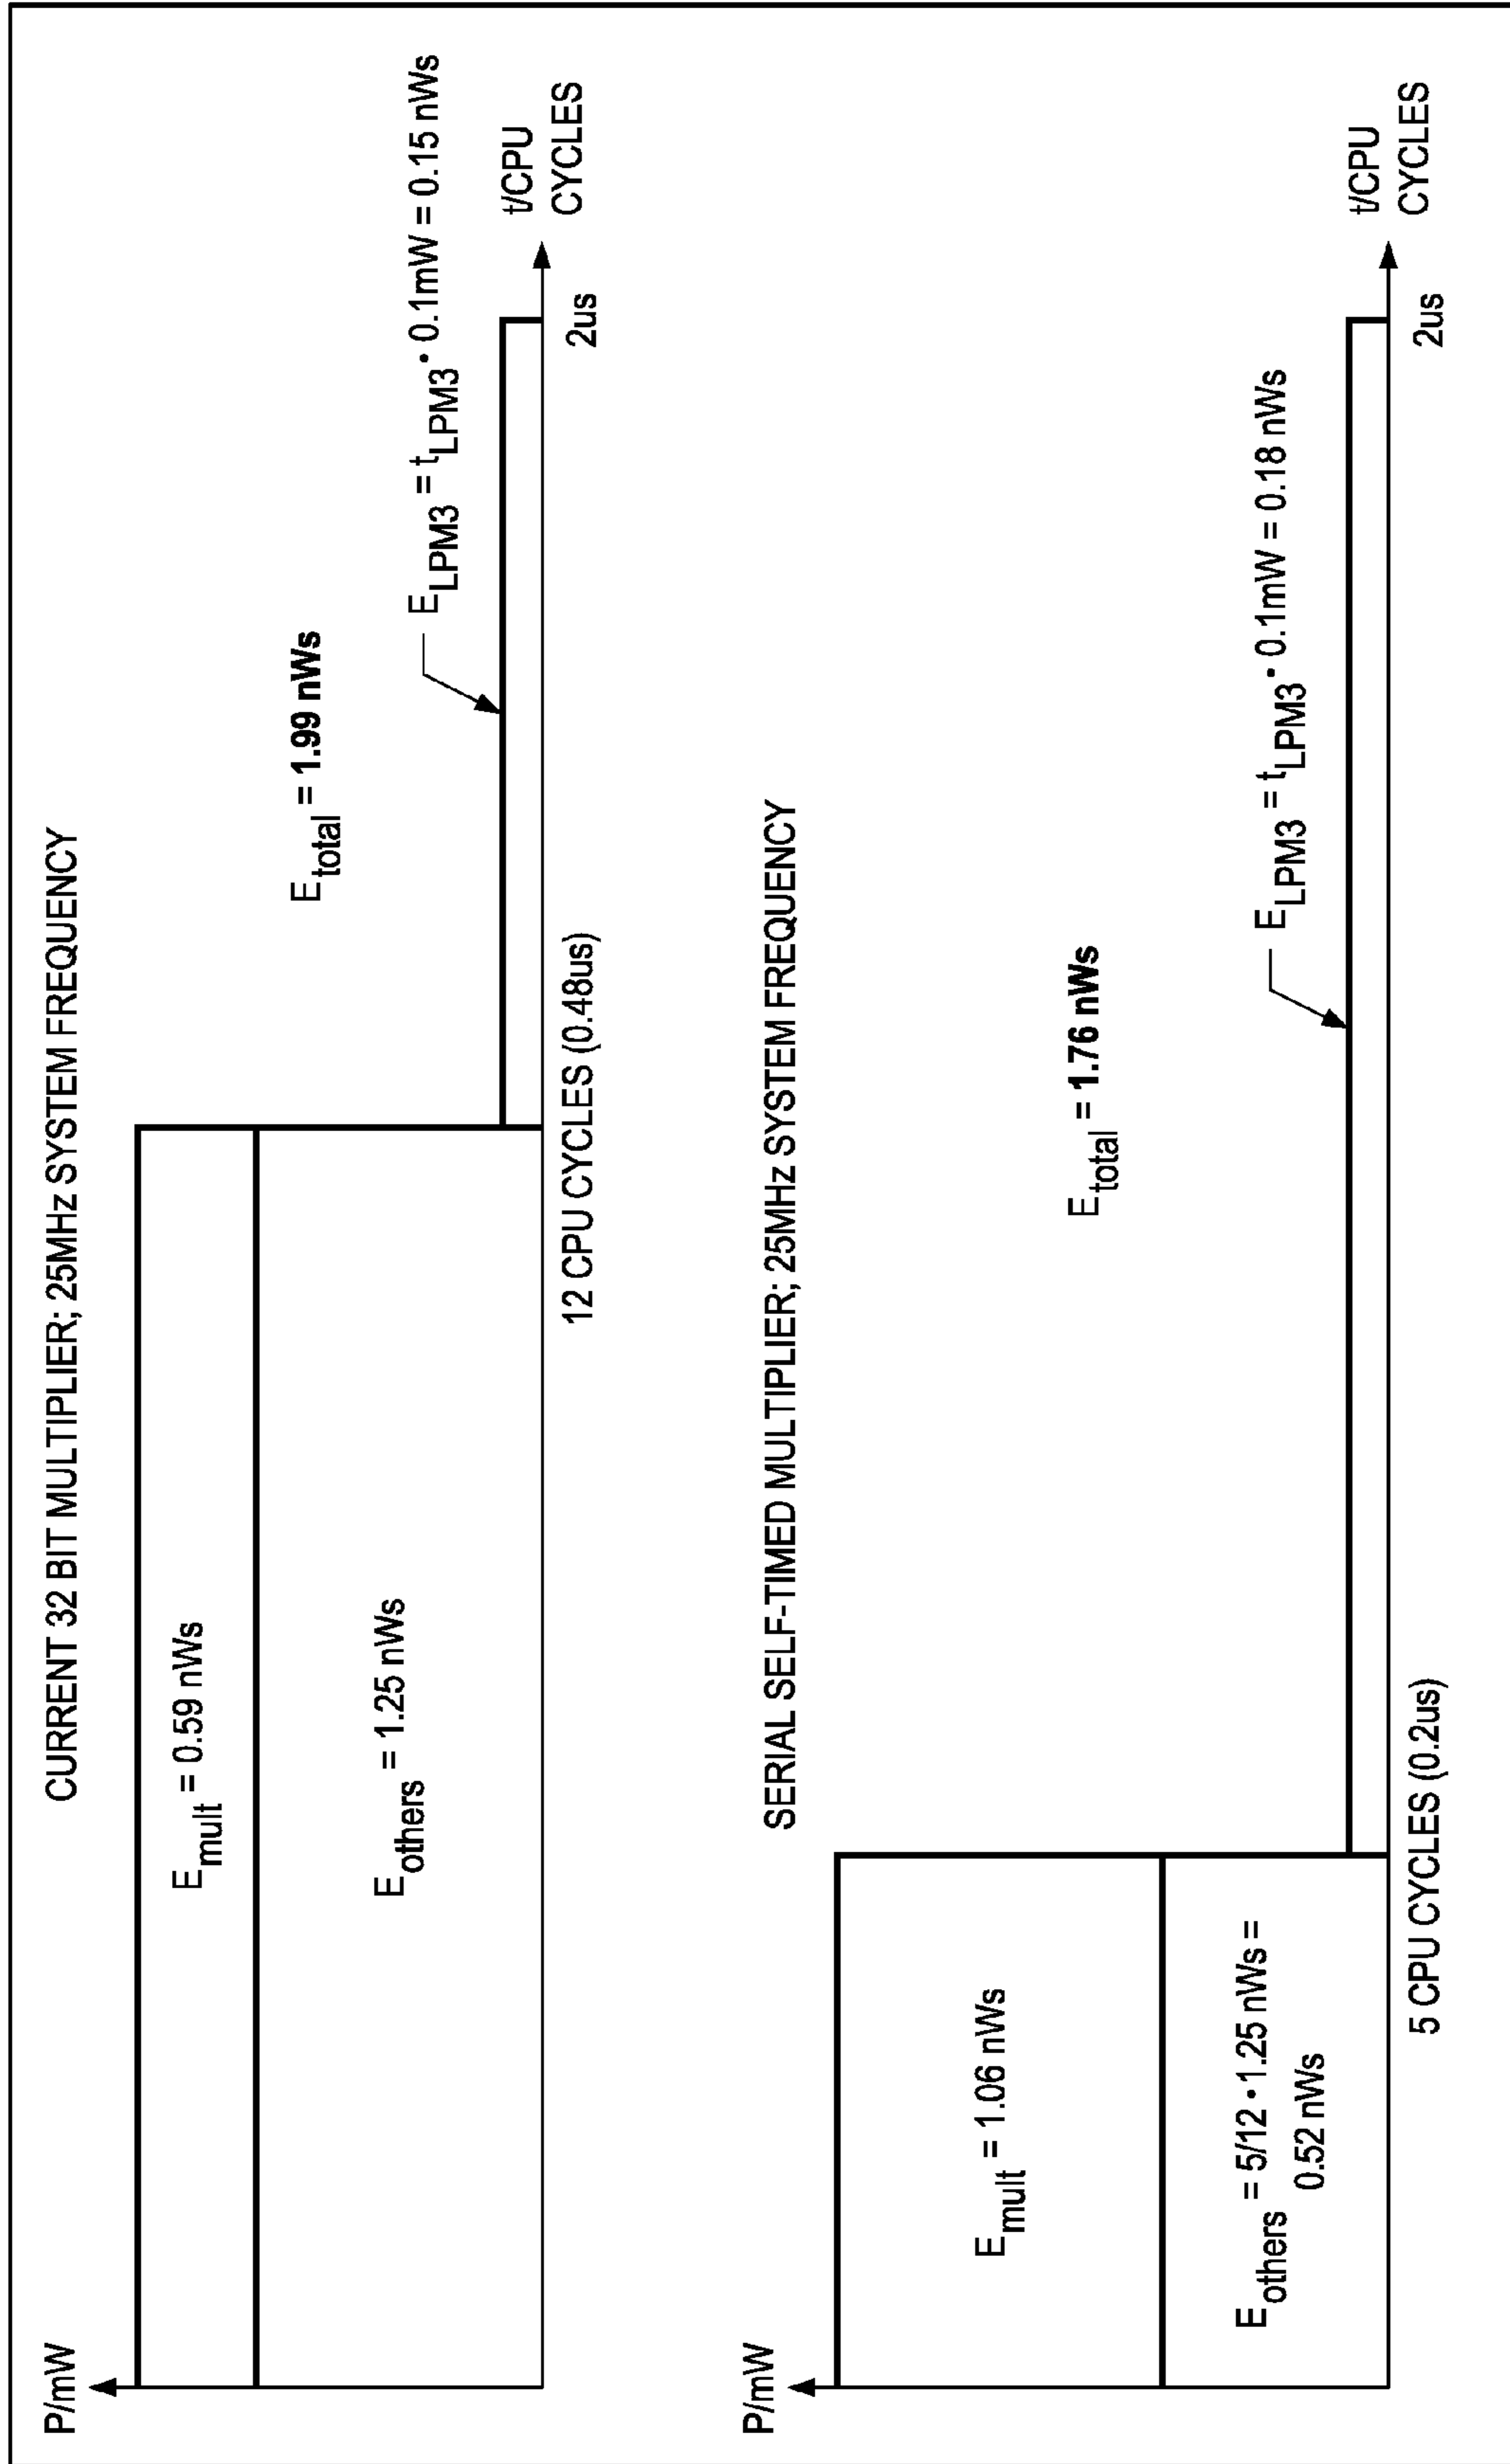 CURRENT 32 BIT MULTIPLIER; 25MHz SYSTEM FREQUENCY
P/mW
E_mult = 0.59 nWs
E_others = 1.25 nWs
E_total = 1.99 nWs
E_LPM3 = t_LPM3 • 0.1mW = 0.15 nWs
12 CPU CYCLES (0.48us)
2us
t/CPU
CYCLES
SERIAL SELF-TIMED MULTIPLIER; 25MHz SYSTEM FREQUENCY
P/mW
E_mult = 1.06 nWs
E_others = 5/12 • 1.25 nWs =
0.52 nWs
E_total = 1.76 nWs
E_LPM3 = t_LPM3 • 0.1mW = 0.18 nWs
5 CPU CYCLES (0.2us)
2us
t/CPU
CYCLES